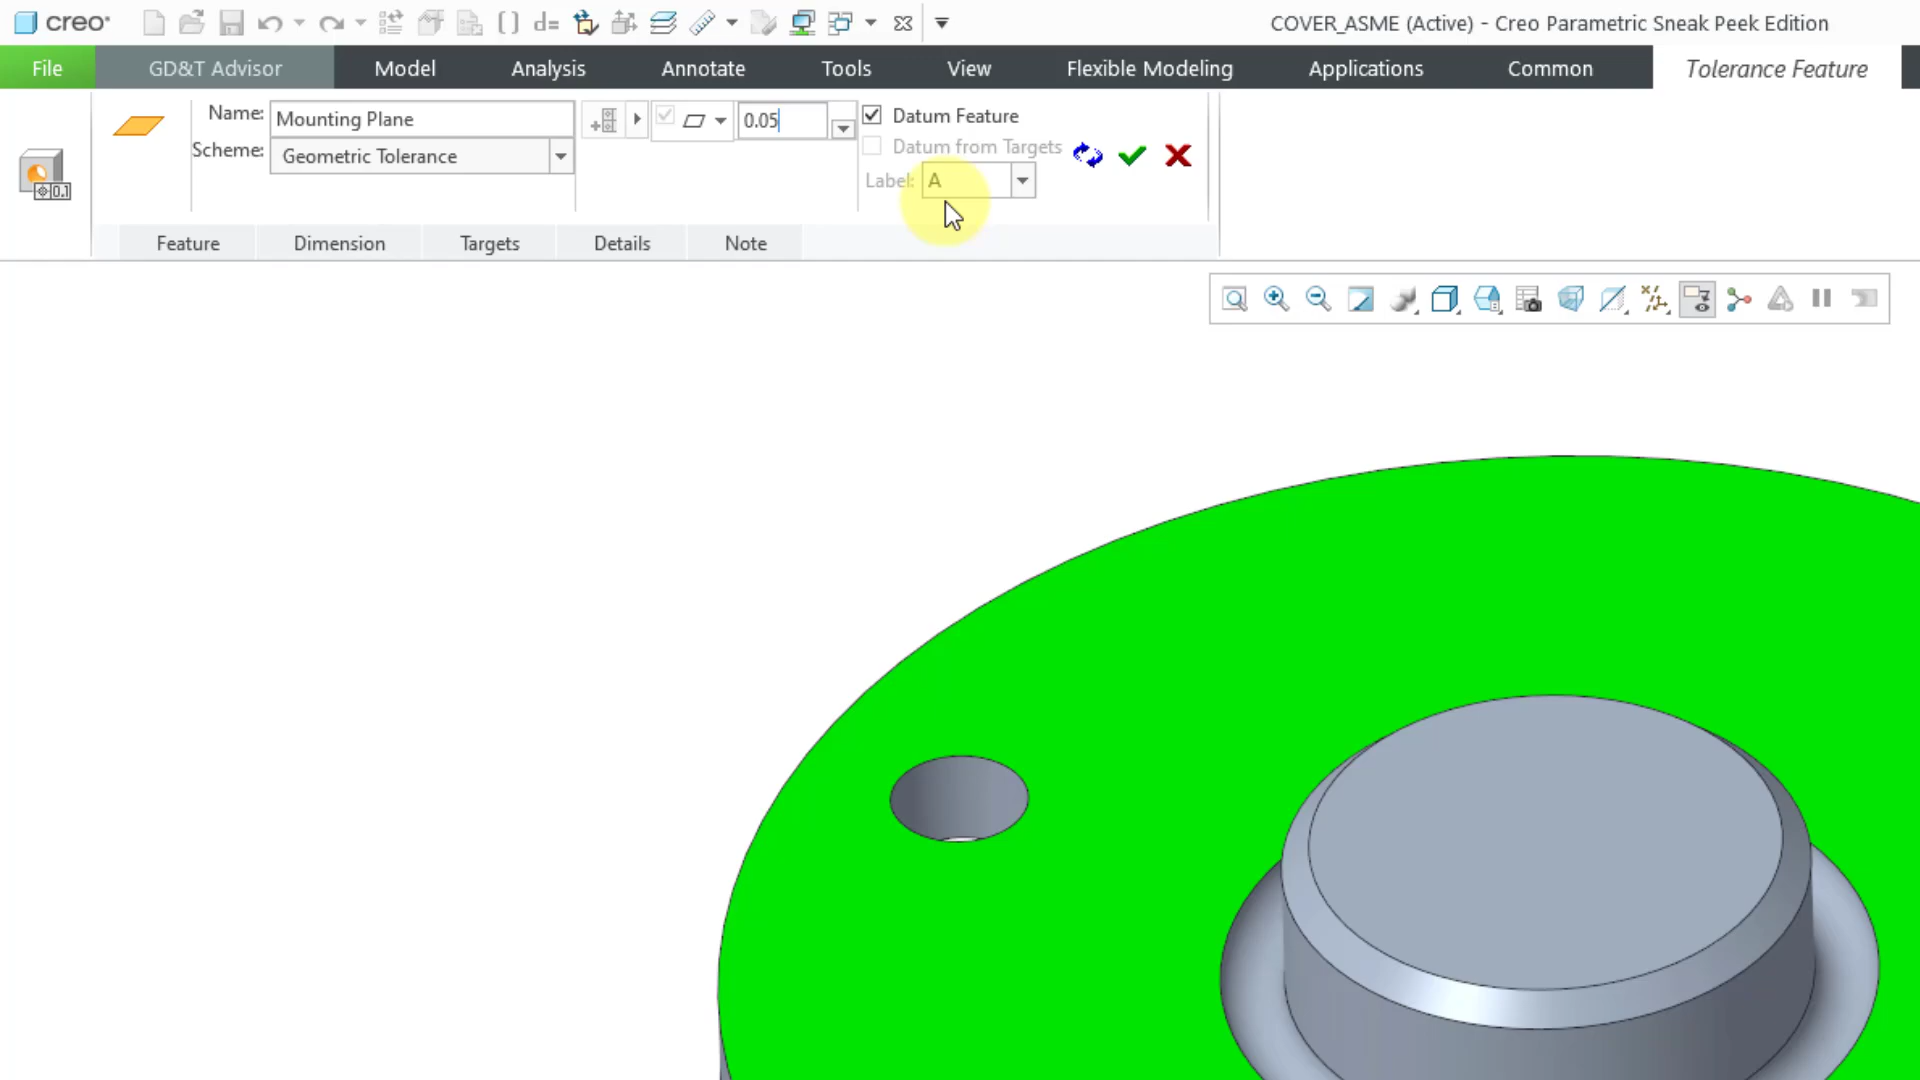 creo
COVER_ASME (Active) - Creo Parametric Sneak Peek Edition
File GD&T Advisor Model Analysis Annotate Tools View Flexible Modeling Applications Common Tolerance Feature
Name: Mounting Plane
0.05
Datum Feature
Scheme: Geometric Tolerance
Datum from Targets
Label: A
0.1
Feature Dimension Targets Details Note